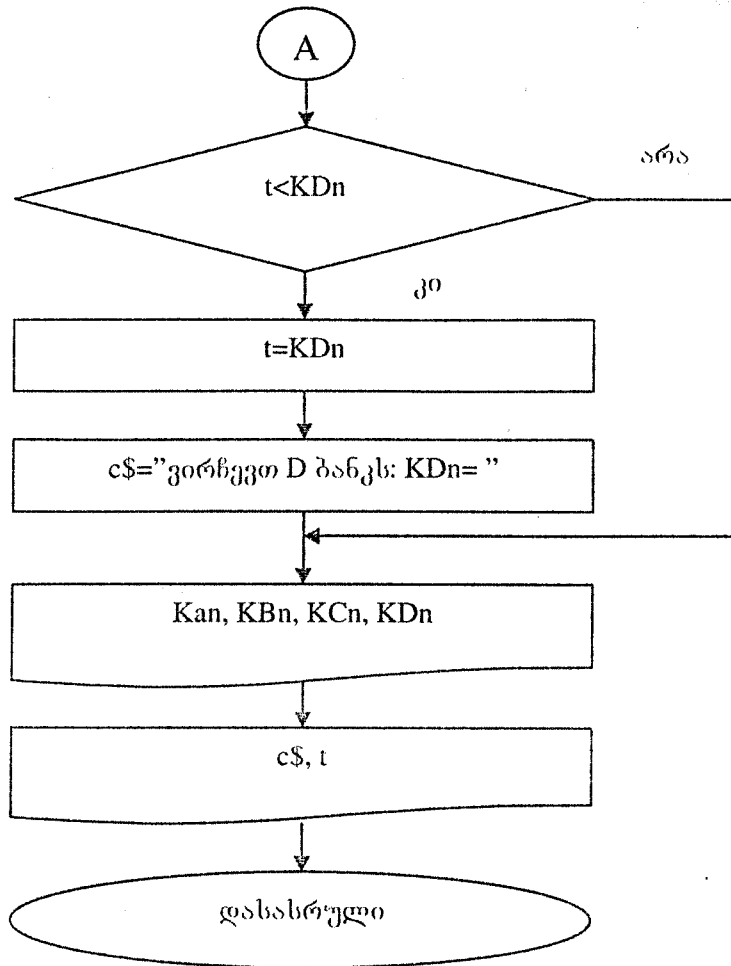 A
t<KDn
არა
კი
t=KDn
c$=”ვირჩევთ D ბანკს: KDn= ”
Kan, KBn, KCn, KDn
c$, t
დასასრული